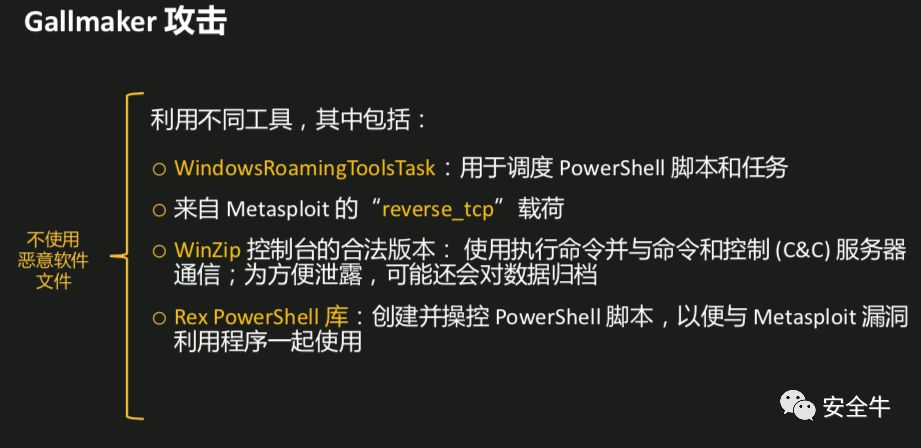 Gallmaker 攻击
不使用
恶意软件
文件
利用不同工具，其中包括：
○ WindowsRoamingToolsTask：用于调度 PowerShell 脚本和任务
○ 来自 Metasploit 的“reverse_tcp”载荷
○ WinZip 控制台的合法版本： 使用执行命令并与命令和控制 (C&C) 服务器
通信；为方便泄露，可能还会对数据归档
○ Rex PowerShell 库：创建并操控 PowerShell 脚本，以便与 Metasploit 漏洞
利用程序一起使用
安全牛